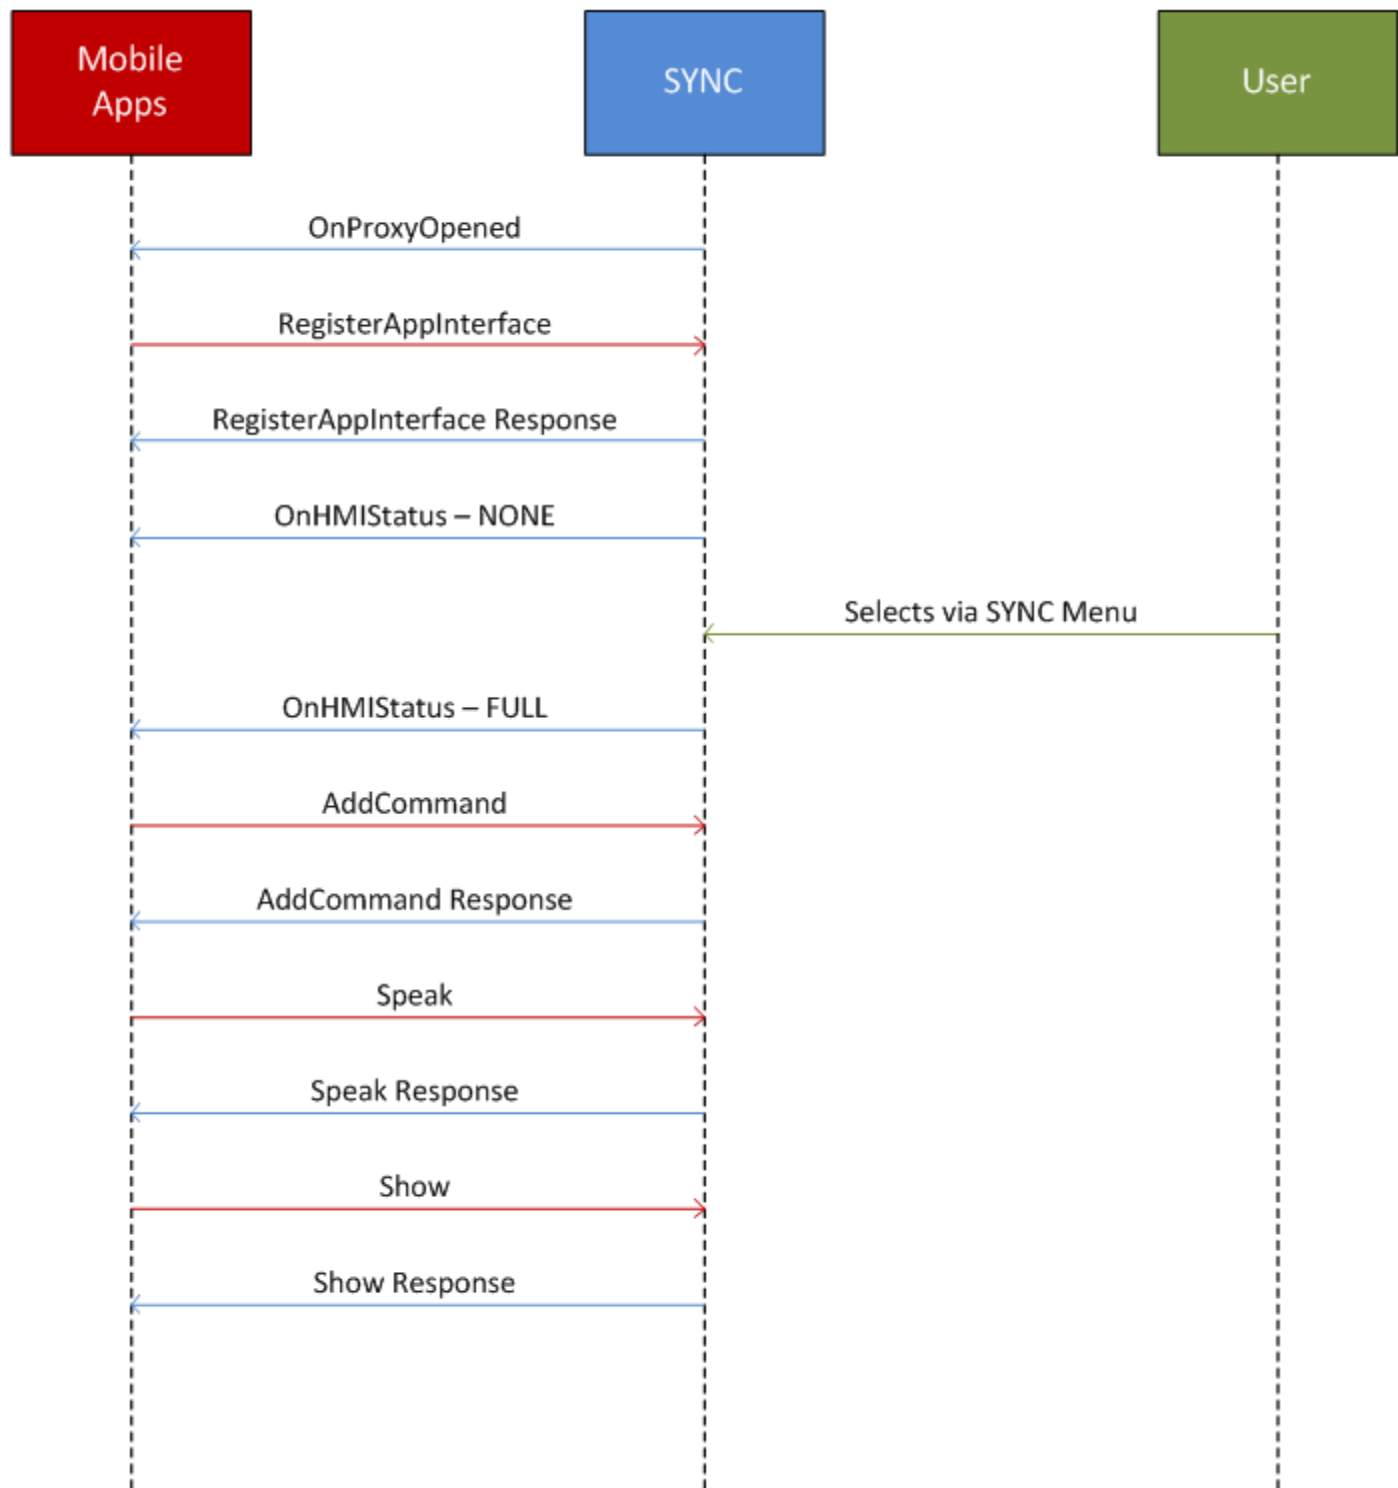 Mobile
Apps
SYNC
User
OnProxyOpened
RegisterAppInterface
RegisterAppInterface Response
OnHMIStatus – NONE
Selects via SYNC Menu
OnHMIStatus – FULL
AddCommand
AddCommand Response
Speak
Speak Response
Show
Show Response